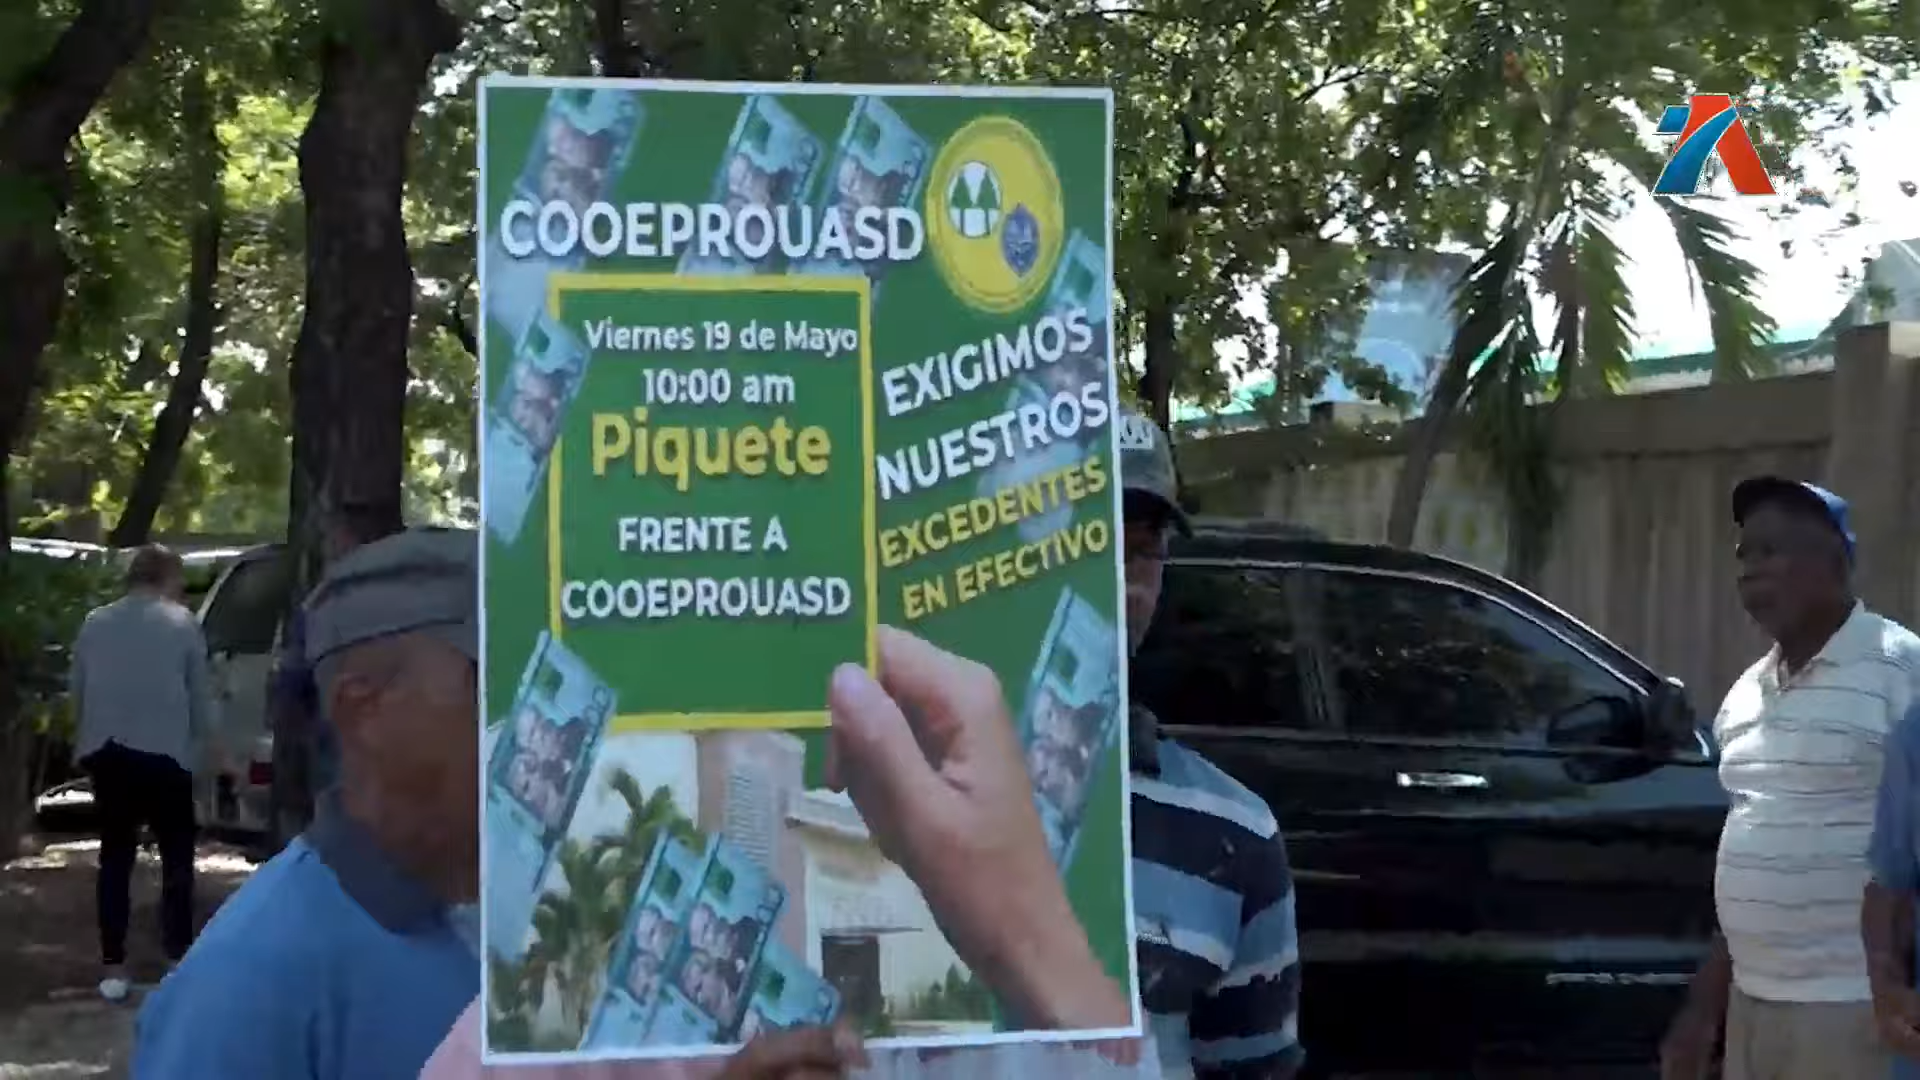 COOEPROUASD
Viernes 19 de Mayo
10:00 am
Piquete
FRENTE A
COOEPROUASD
EXIGIMOS
NUESTROS
EXCEDENTES
EN EFECTIVO